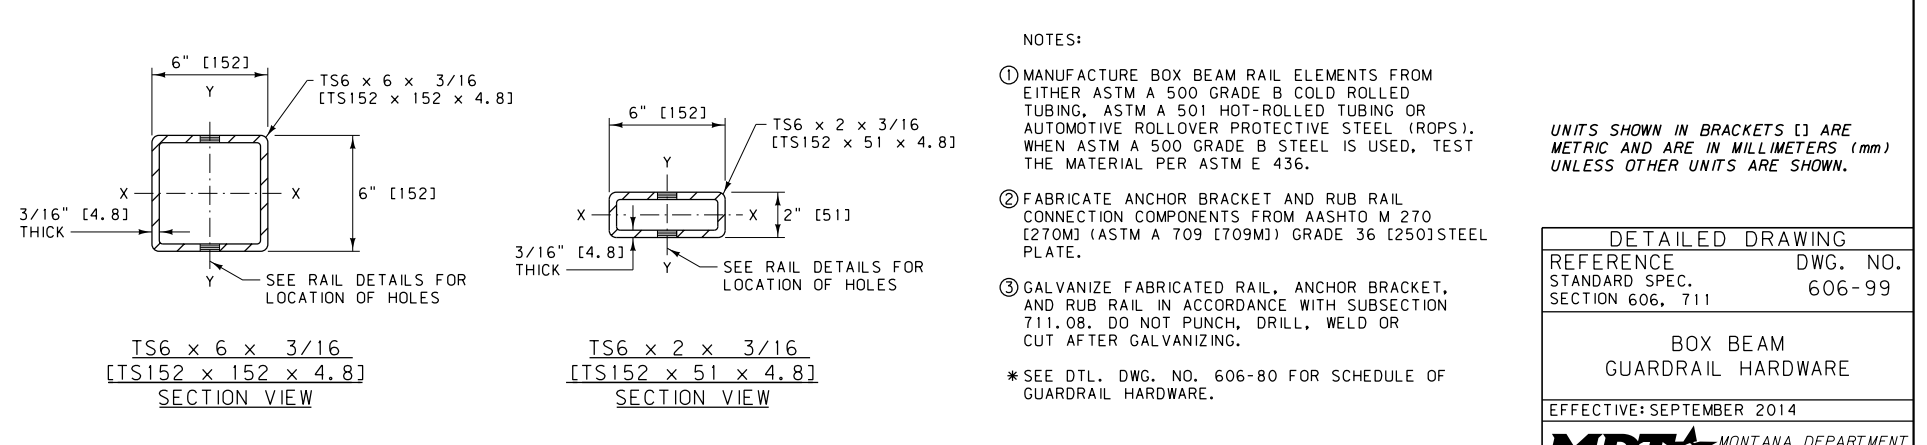 6" [152]
Y
TS6 x 6 x 3/16
[TS152 x 152 x 4.8]
X
X
6" [152]
3/16" [4.8]
THICK
Y
SEE RAIL DETAILS FOR
LOCATION OF HOLES
TS6 x 6 x 3/16
[TS152 x 152 x 4.8]
SECTION VIEW
6" [152]
TS6 x 2 x 3/16
[TS152 x 51 x 4.8]
Y
X
X
2" [51]
3/16" [4.8]
THICK
Y
SEE RAIL DETAILS FOR
LOCATION OF HOLES
TS6 x 2 x 3/16
[TS152 x 51 x 4.8]
SECTION VIEW
NOTES:
① MANUFACTURE BOX BEAM RAIL ELEMENTS FROM
EITHER ASTM A 500 GRADE B COLD ROLLED
TUBING, ASTM A 501 HOT-ROLLED TUBING OR
AUTOMOTIVE ROLLOVER PROTECTIVE STEEL (ROPS).
WHEN ASTM A 500 GRADE B STEEL IS USED, TEST
THE MATERIAL PER ASTM E 436.
② FABRICATE ANCHOR BRACKET AND RUB RAIL
CONNECTION COMPONENTS FROM AASHTO M 270
[270M] (ASTM A 709 [709M]) GRADE 36 [250]STEEL
PLATE.
③ GALVANIZE FABRICATED RAIL, ANCHOR BRACKET,
AND RUB RAIL IN ACCORDANCE WITH SUBSECTION
711.08. DO NOT PUNCH, DRILL, WELD OR
CUT AFTER GALVANIZING.
* SEE DTL. DWG. NO. 606-80 FOR SCHEDULE OF
GUARDRAIL HARDWARE.
UNITS SHOWN IN BRACKETS [] ARE
METRIC AND ARE IN MILLIMETERS (mm)
UNLESS OTHER UNITS ARE SHOWN.
DETAILED DRAWING
REFERENCE DWG. NO.
STANDARD SPEC. 606-99
SECTION 606, 711
BOX BEAM
GUARDRAIL HARDWARE
EFFECTIVE: SEPTEMBER 2014
MDT MONTANA DEPARTMENT